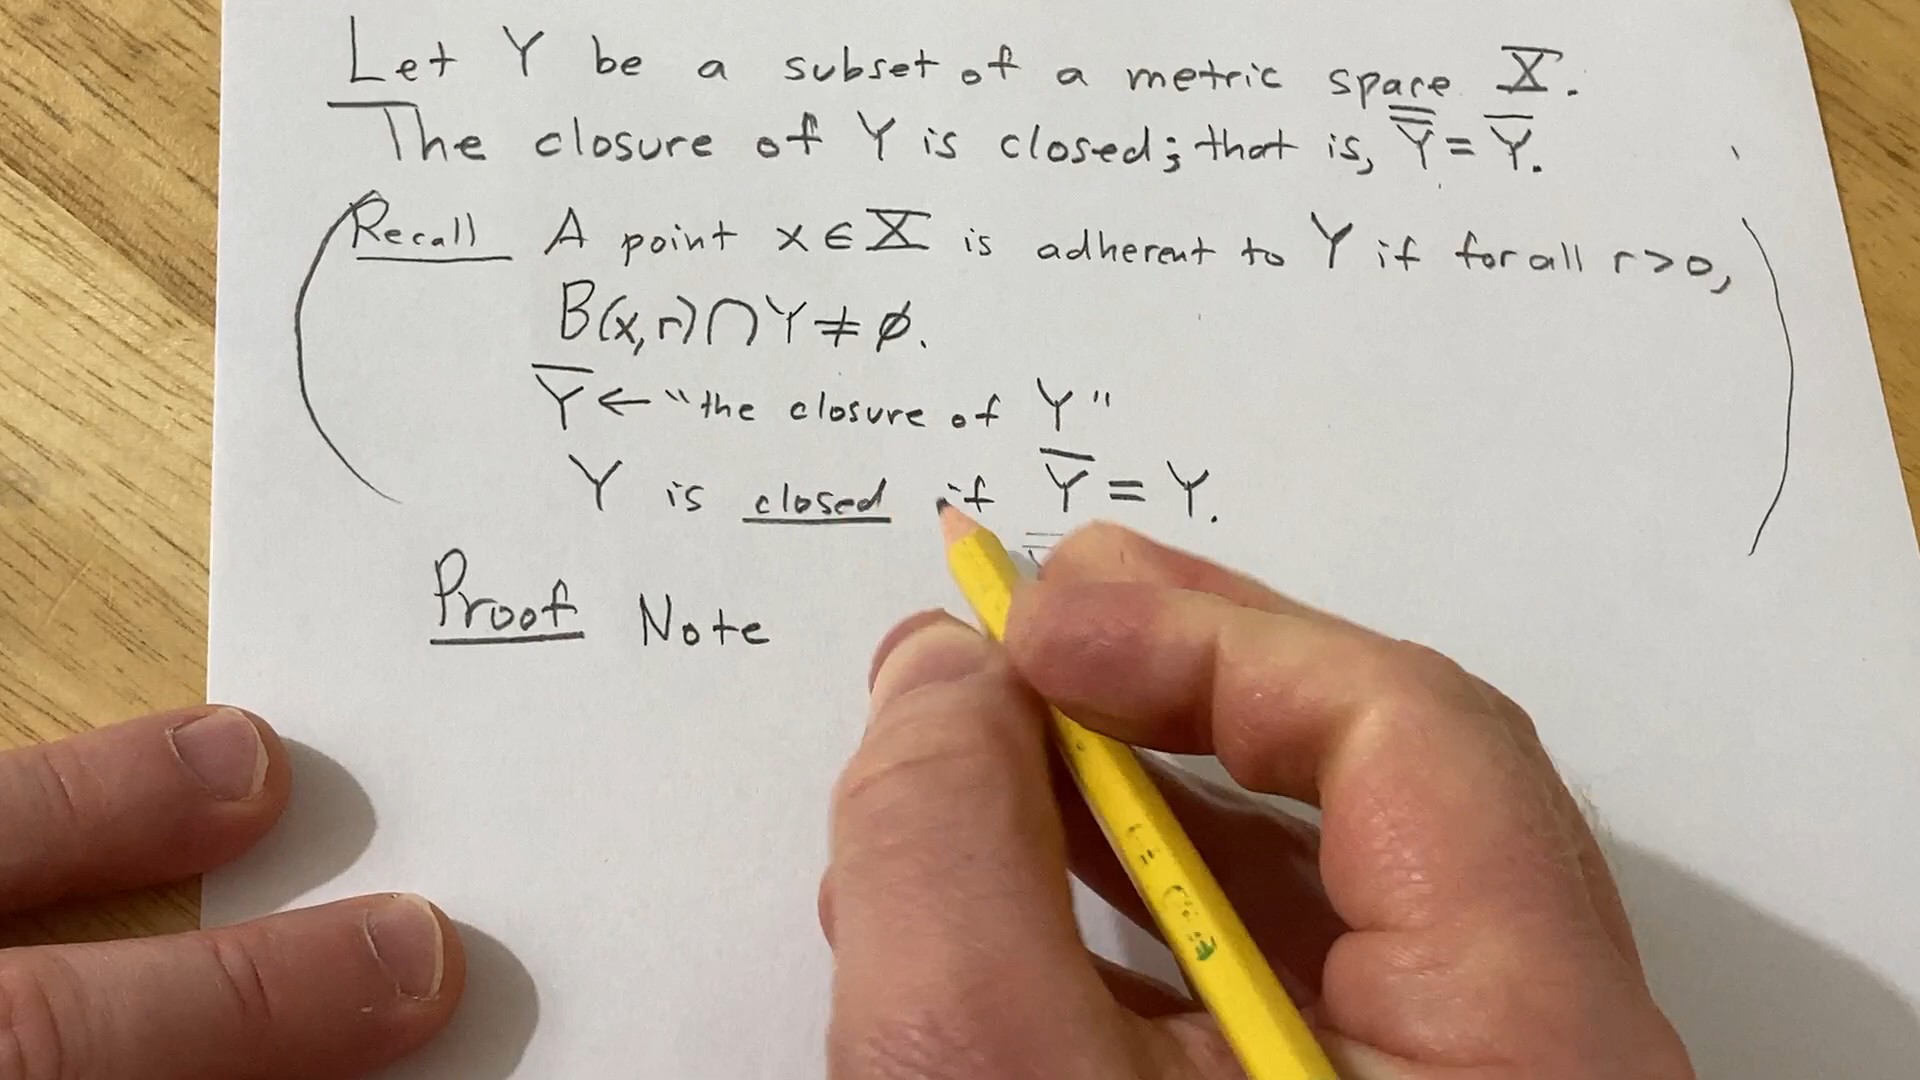 Let Y be a subset of a metric space X.
The closure of Y is closed; that is, Y̿ = Y̅.
Recall A point x ∈ X is adherent to Y if for all r > 0,
B(x, r) ∩ Y ≠ ∅.
Y̅ ← "the closure of Y"
Y is closed if Y̅ = Y.
Proof Note